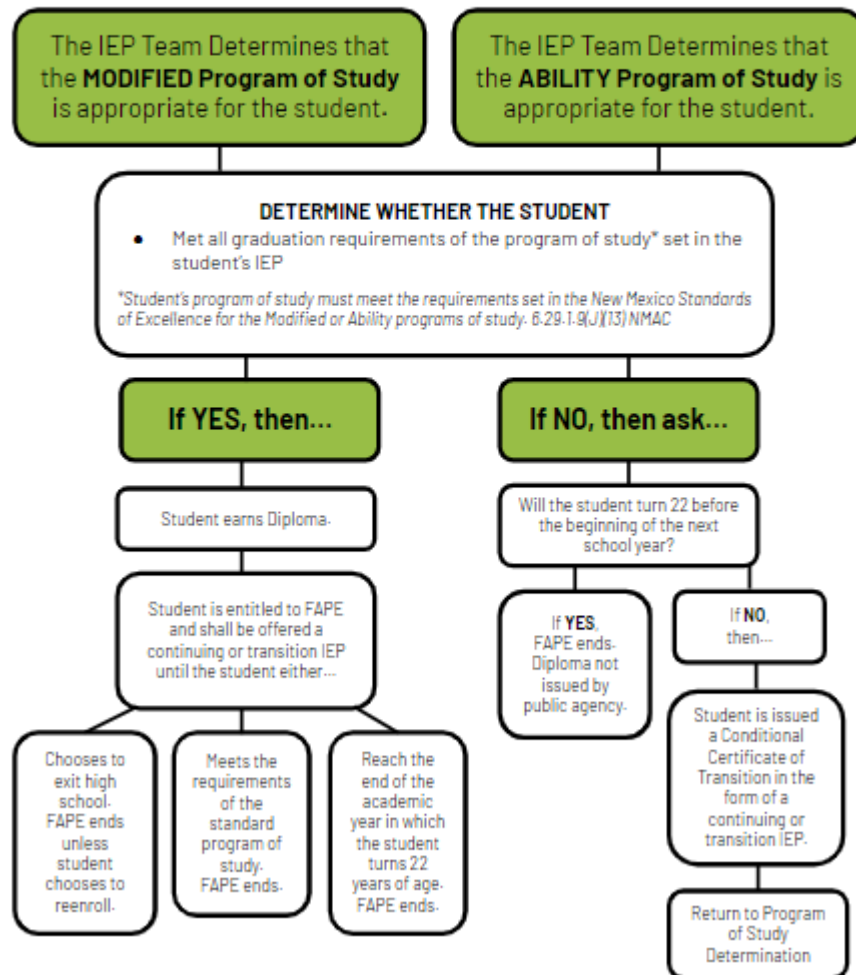 The IEP Team Determines that
the MODIFIED Program of Study
is appropriate for the student.
The IEP Team Determines that
the ABILITY Program of Study is
appropriate for the student.
DETERMINE WHETHER THE STUDENT
● Met all graduation requirements of the program of study* set in the
student's IEP
*Student's program of study must meet the requirements set in the New Mexico Standards
of Excellence for the Modified or Ability programs of study. 6.29.1.9(J)(13) NMAC
If YES, then...
Student earns Diploma.
Student is entitled to FAPE
and shall be offered a
continuing or transition IEP
until the student either...
Chooses to
exit high
school.
FAPE ends
unless
student
chooses to
reenroll.
Meets the
requirements
of the
standard
program of
study.
FAPE ends.
Reach the
end of the
academic
year in which
the student
turns 22
years of age.
FAPE ends.
If NO, then ask...
Will the student turn 22 before
the beginning of the next
school year?
If YES,
FAPE ends.
Diploma not
issued by
public agency.
If NO,
then...
Student is issued
a Conditional
Certificate of
Transition in the
form of a
continuing or
transition IEP.
Return to Program
of Study
Determination